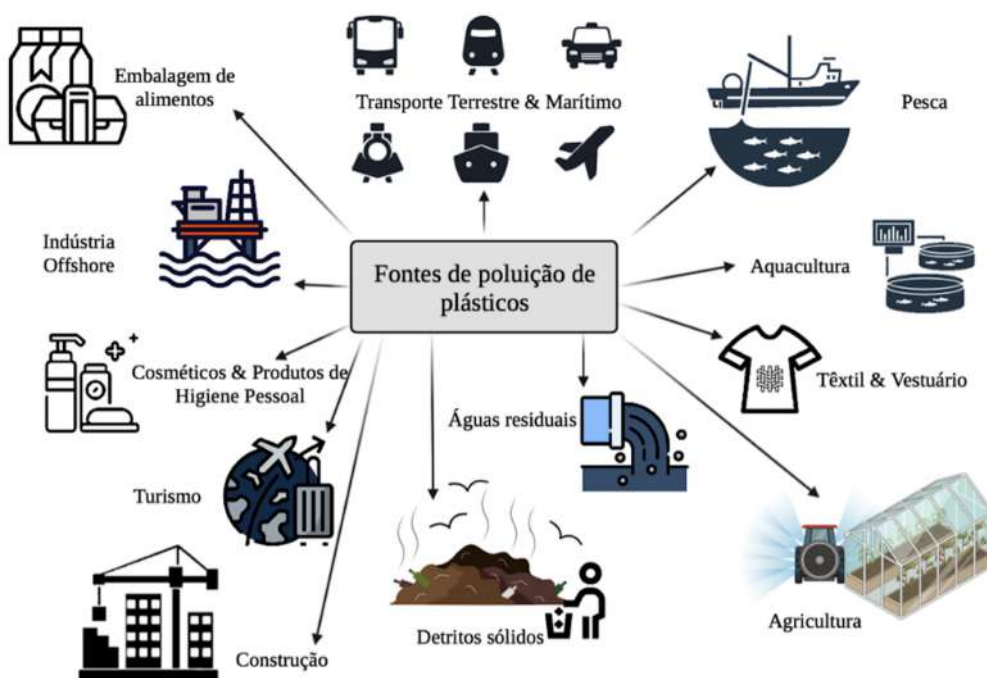 Embalagem de
alimentos
Transporte Terrestre & Marítimo
Pesca
Indústria
Offshore
Fontes de poluição de
plásticos
Aquacultura
Cosméticos & Produtos de
Higiene Pessoal
Têxtil & Vestuário
Águas residuais
Turismo
Agricultura
Detritos sólidos
Construção